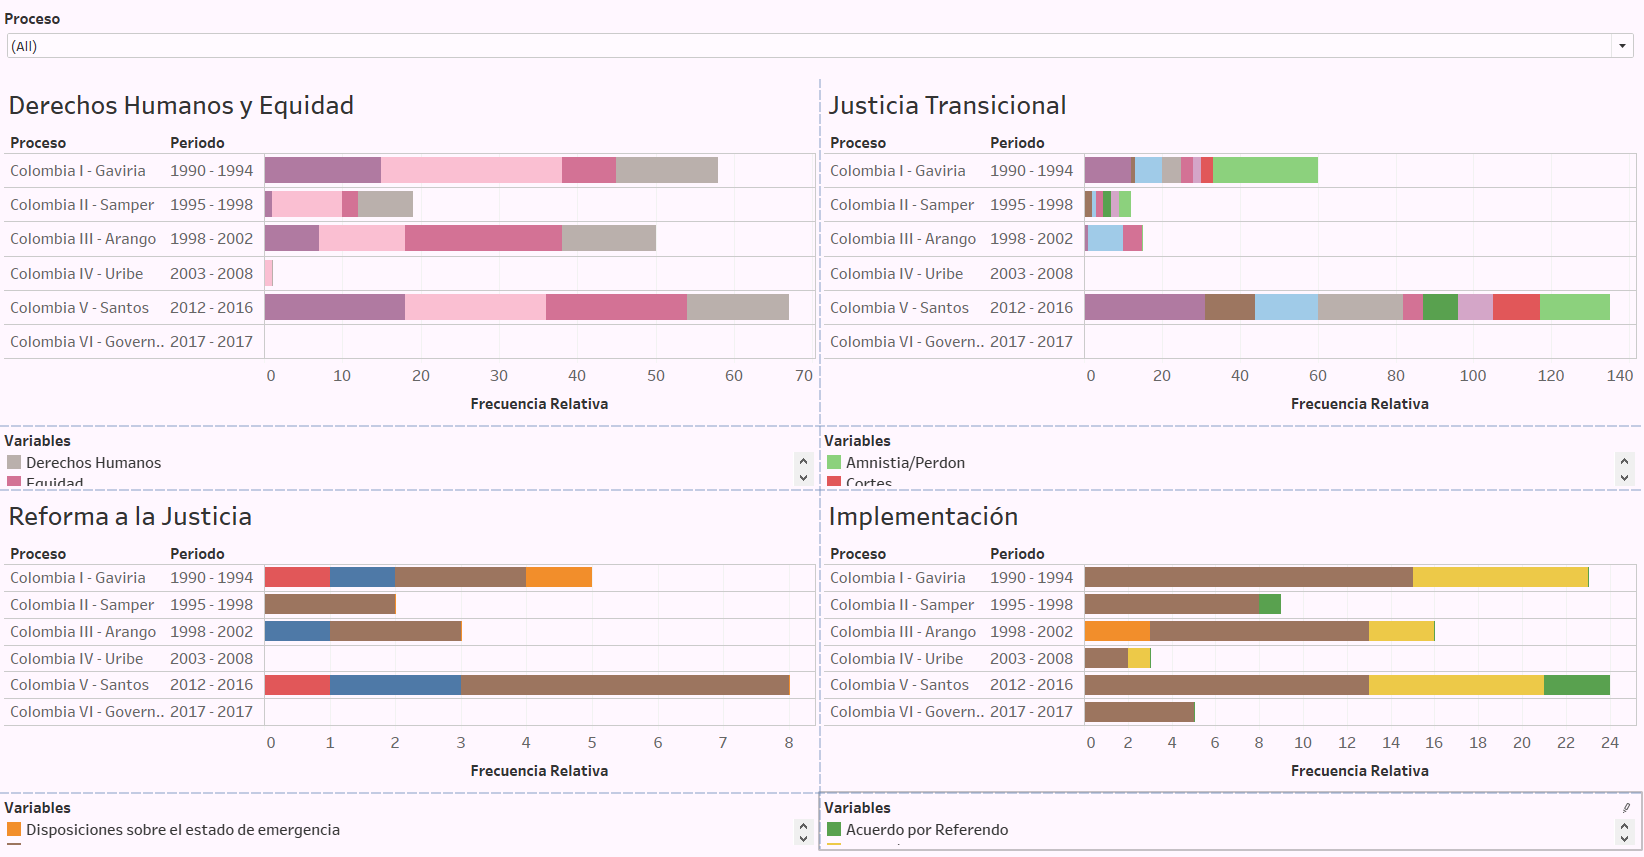 Proceso
(All)
Derechos Humanos y Equidad
Proceso Periodo
Colombia I - Gaviria 1990 - 1994
Colombia II - Samper 1995 - 1998
Colombia III - Arango 1998 - 2002
Colombia IV - Uribe 2003 - 2008
Colombia V - Santos 2012 - 2016
Colombia VI - Govern.. 2017 - 2017
0 10 20 30 40 50 60 70
Frecuencia Relativa
Variables
Derechos Humanos
Equidad
Justicia Transicional
Proceso Periodo
Colombia I - Gaviria 1990 - 1994
Colombia II - Samper 1995 - 1998
Colombia III - Arango 1998 - 2002
Colombia IV - Uribe 2003 - 2008
Colombia V - Santos 2012 - 2016
Colombia VI - Govern.. 2017 - 2017
0 20 40 60 80 100 120 140
Frecuencia Relativa
Variables
Amnistia/Perdon
Cortes
Reforma a la Justicia
Proceso Periodo
Colombia I - Gaviria 1990 - 1994
Colombia II - Samper 1995 - 1998
Colombia III - Arango 1998 - 2002
Colombia IV - Uribe 2003 - 2008
Colombia V - Santos 2012 - 2016
Colombia VI - Govern.. 2017 - 2017
0 1 2 3 4 5 6 7 8
Frecuencia Relativa
Variables
Disposiciones sobre el estado de emergencia
Implementación
Proceso Periodo
Colombia I - Gaviria 1990 - 1994
Colombia II - Samper 1995 - 1998
Colombia III - Arango 1998 - 2002
Colombia IV - Uribe 2003 - 2008
Colombia V - Santos 2012 - 2016
Colombia VI - Govern.. 2017 - 2017
0 2 4 6 8 10 12 14 16 18 20 22 24
Frecuencia Relativa
Variables
Acuerdo por Referendo